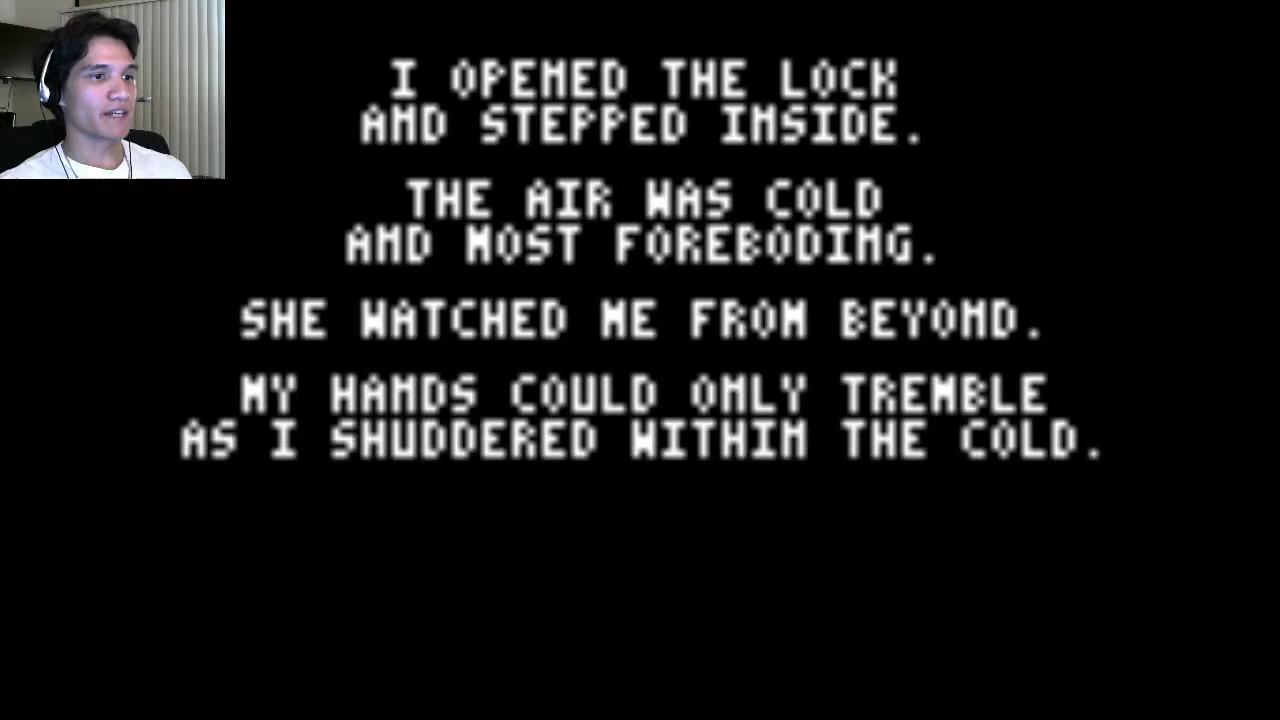 I OPENED THE LOCK
AND STEPPED INSIDE.
THE AIR WAS COLD
AND MOST FOREBODING.
SHE WATCHED ME FROM BEYOND.
MY HANDS COULD ONLY TREMBLE
AS I SHUDDERED WITHIN THE COLD.